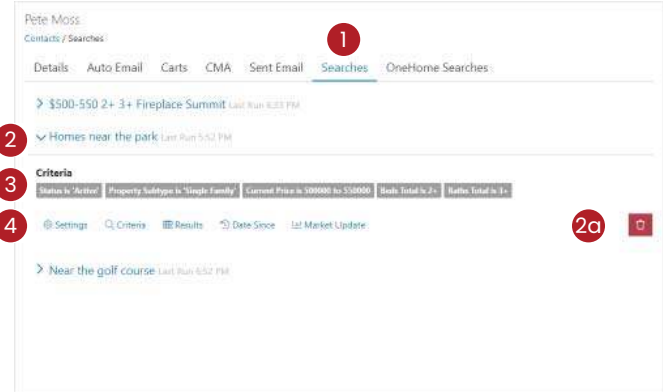 Pete Moss
Contacts / Searches
1
Details Auto Email Carts CMA Sent Email Searches OneHome Searches
$500-550 2+ 3+ Fireplace Summit Last Run 6:33 PM
2 Homes near the park Last Run 5:52 PM
Criteria
3 Status is 'Active' Property Subtype is 'Single Family' Current Price is 500000 to 550000 Beds Total is 2+ Baths Total is 3+
4 Settings Criteria Results Date Since Market Update 2a
Near the golf course Last Run 6:52 PM